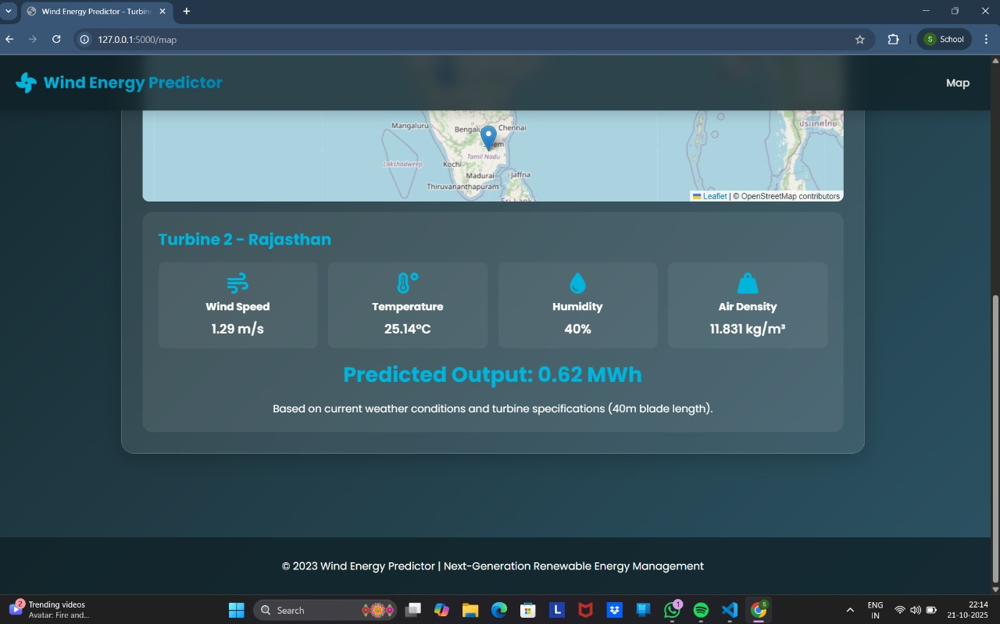 Wind Energy Predictor - Turbin
127.0.0.1:5000/map
S School
Wind Energy Predictor
Map
Mangaluru
Bengalu
Chennai
em
Tamil Nadu
Lakshadweep
Kochi
Madurai
Jaffna
Thiruvananthapuram
Sri Lanka
ประเทศไทย
Leaflet | © OpenStreetMap contributors
Turbine 2 - Rajasthan
Wind Speed
1.29 m/s
Temperature
25.14°C
Humidity
40%
Air Density
11.831 kg/m³
Predicted Output: 0.62 MWh
Based on current weather conditions and turbine specifications (40m blade length).
© 2023 Wind Energy Predictor | Next-Generation Renewable Energy Management
2
Trending videos
Avatar: Fire and...
Search
L
1
S
ENG
IN
22:14
21-10-2025